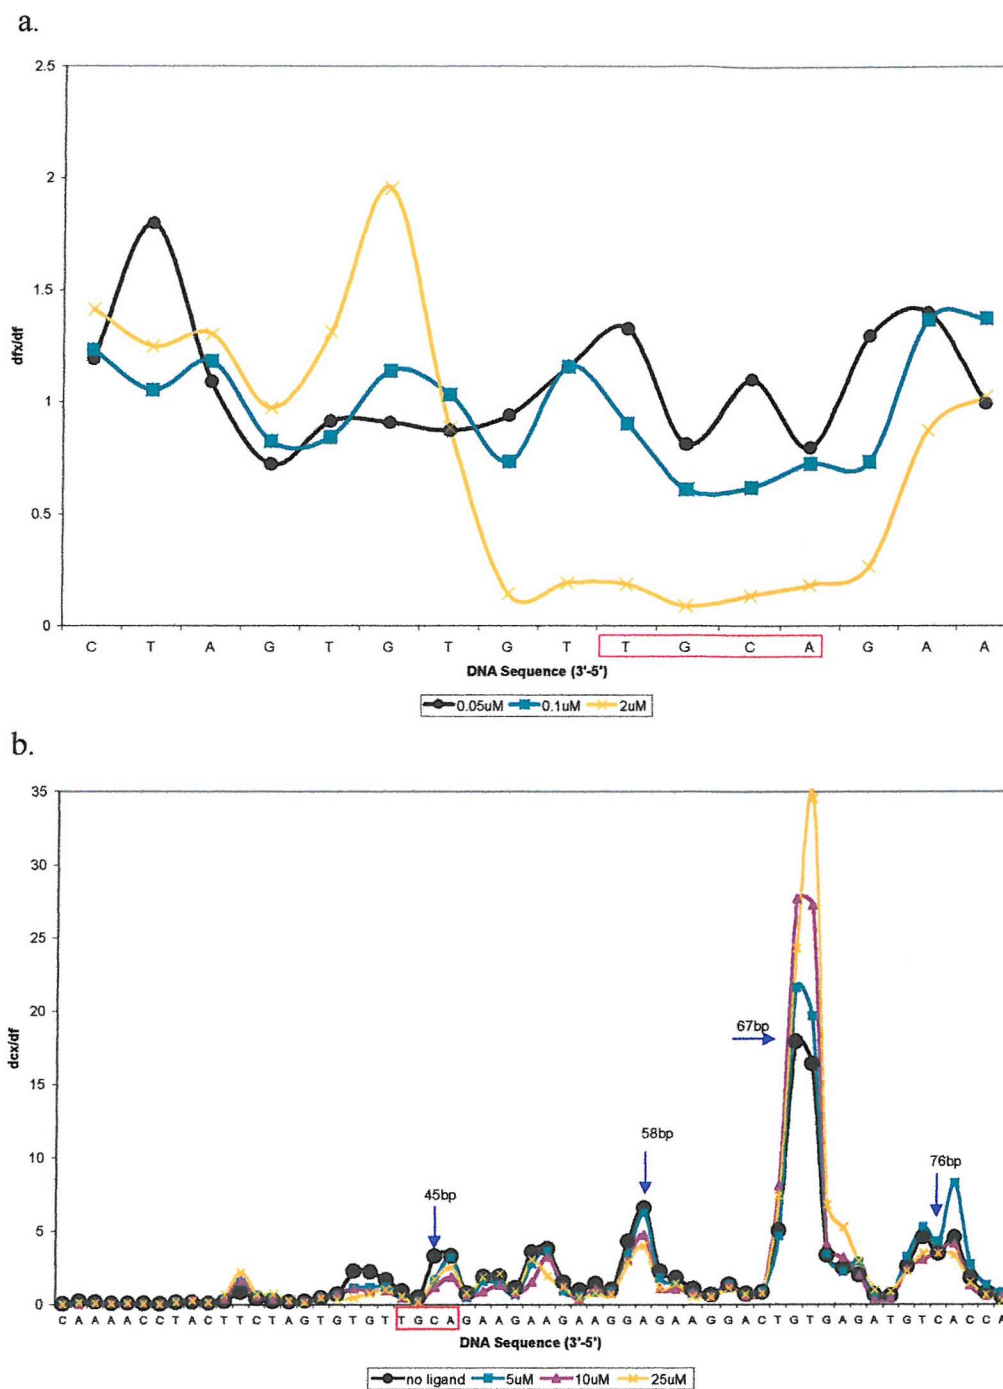 a.
2.5
2
1.5
1
0.5
0
dfx/df
C T A G T G T G T T G C A G A A
DNA Sequence (3'-5')
0.05uM 0.1uM 2uM
b.
35
30
25
20
15
10
5
0
dcx/df
67bp
58bp
76bp
45bp
C A A A A C C T A C T T C T A G T G T G T T G C A G A A G A A G A A G G A G A A G G A C T G T G A G A T G T C A C C A
DNA Sequence (3'-5')
no ligand 5uM 10uM 25uM